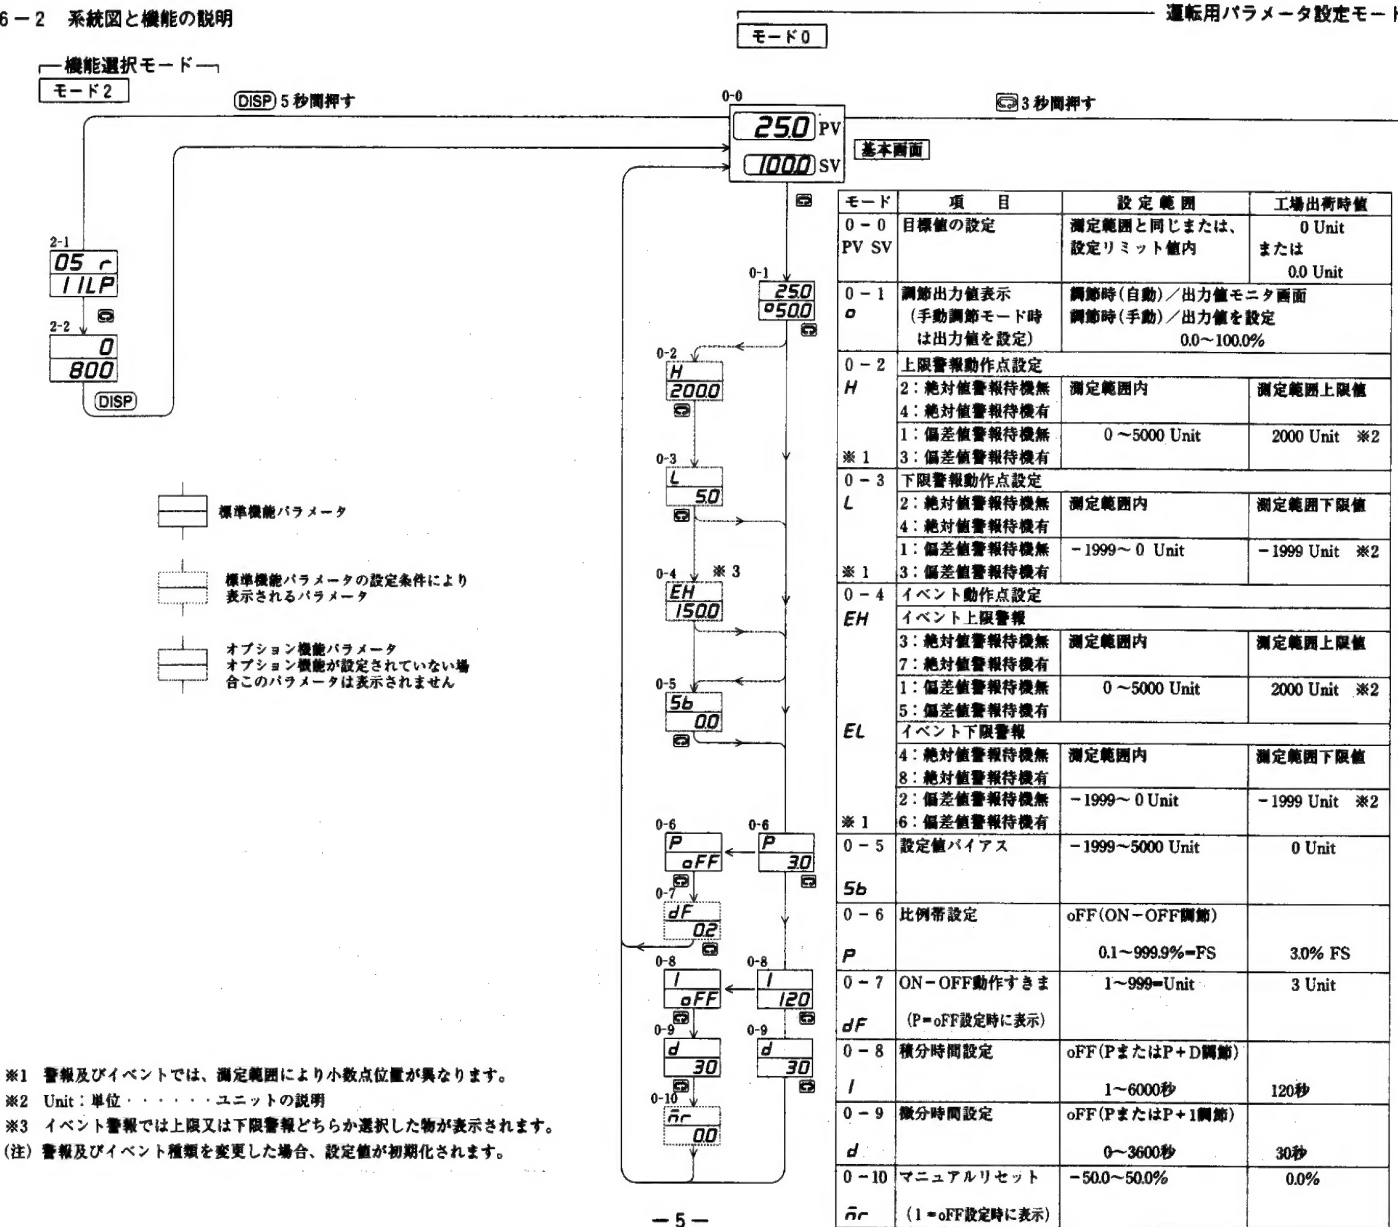 6－2　系統図と機能の説明
運転用パラメータ設定モード
モード0
機能選択モード
モード2
DISP 5秒間押す
0-0
3秒間押す
25.0 PV
100.0 SV
基本画面
2-1
05 r
11LP
2-2
0
800
DISP
0-1
25.0
o50.0
0-2
H
200.0
0-3
L
5.0
0-4 ※3
EH
150.0
0-5
Sb
0.0
0-6
P
oFF
0-6
P
3.0
0-7
dF
0.2
0-8
I
oFF
0-8
I
120
0-9
d
30
0-9
d
30
0-10
n̄r
0.0
標準機能パラメータ
標準機能パラメータの設定条件により
表示されるパラメータ
オプション機能パラメータ
オプション機能が設定されていない場
合このパラメータは表示されません
モード 項　目 設定範囲 工場出荷時値
0－0 目標値の設定 測定範囲と同じまたは、 0 Unit
PV SV 設定リミット値内 または
0.0 Unit
0－1 調節出力値表示 調節時(自動)／出力値モニタ画面
o (手動調節モード時 調節時(手動)／出力値を設定
は出力値を設定) 0.0～100.0%
0－2 上限警報動作点設定
H 2：絶対値警報待機無 測定範囲内 測定範囲上限値
4：絶対値警報待機有
1：偏差値警報待機無 0～5000 Unit 2000 Unit ※2
※1 3：偏差値警報待機有
0－3 下限警報動作点設定
L 2：絶対値警報待機無 測定範囲内 測定範囲下限値
4：絶対値警報待機有
1：偏差値警報待機無 －1999～0 Unit －1999 Unit ※2
※1 3：偏差値警報待機有
0－4 イベント動作点設定
EH イベント上限警報
3：絶対値警報待機無 測定範囲内 測定範囲上限値
7：絶対値警報待機有
1：偏差値警報待機無 0～5000 Unit 2000 Unit ※2
5：偏差値警報待機有
EL イベント下限警報
4：絶対値警報待機無 測定範囲内 測定範囲下限値
8：絶対値警報待機有
2：偏差値警報待機無 －1999～0 Unit －1999 Unit ※2
※1 6：偏差値警報待機有
0－5 設定値バイアス －1999～5000 Unit 0 Unit
Sb
0－6 比例帯設定 oFF(ON－OFF調節)
P 0.1～999.9%=FS 3.0% FS
0－7 ON－OFF動作すきま 1～999=Unit 3 Unit
dF (P=oFF設定時に表示)
0－8 積分時間設定 oFF(PまたはP+D調節)
I 1～6000秒 120秒
0－9 微分時間設定 oFF(PまたはP+1調節)
d 0～3600秒 30秒
0－10 マニュアルリセット －50.0～50.0% 0.0%
n̄r (1=oFF設定時に表示)
※1　警報及びイベントでは、測定範囲により小数点位置が異なります。
※2　Unit：単位・・・・・・ユニットの説明
※3　イベント警報では上限又は下限警報どちらか選択した物が表示されます。
(注)　警報及びイベント種類を変更した場合、設定値が初期化されます。
－5－